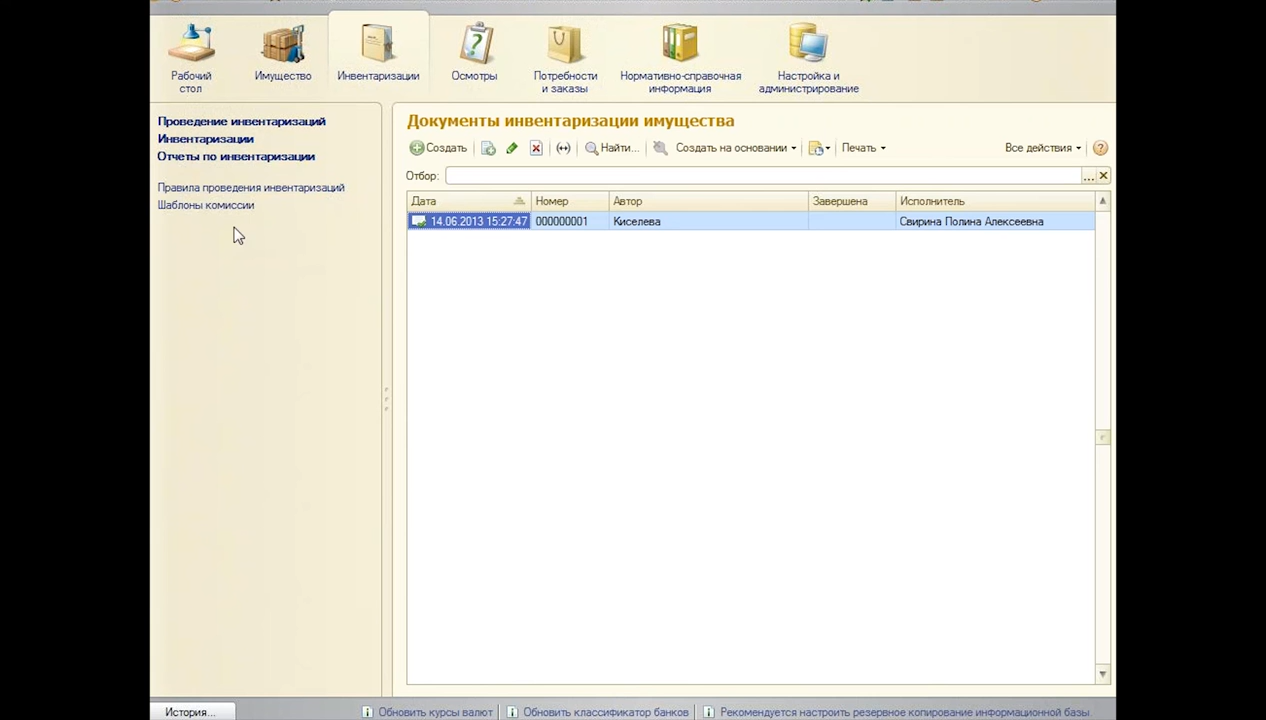 Рабочий
стол
Имущество
Инвентаризации
Осмотры
Потребности
и заказы
Нормативно-справочная
информация
Настройка и
администрирование
Проведение инвентаризаций
Инвентаризации
Отчеты по инвентаризации
Правила проведения инвентаризаций
Шаблоны комиссии
Документы инвентаризации имущества
Создать Найти... Создать на основании Печать Все действия
Отбор:
Дата Номер Автор Завершена Исполнитель
14.06.2013 15:27:47 000000001 Киселева Свирина Полина Алексеевна
История... Обновить курсы валют Обновить классификатор банков Рекомендуется настроить резервное копирование информационной базы